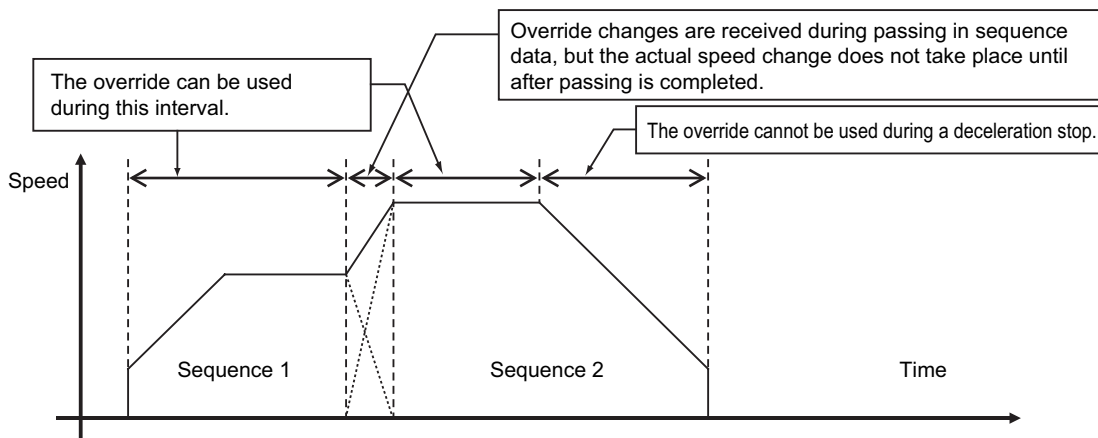 Override changes are received during passing in sequence
data, but the actual speed change does not take place until
after passing is completed.
The override can be used
during this interval.
The override cannot be used during a deceleration stop.
Speed
Sequence 1
Sequence 2
Time